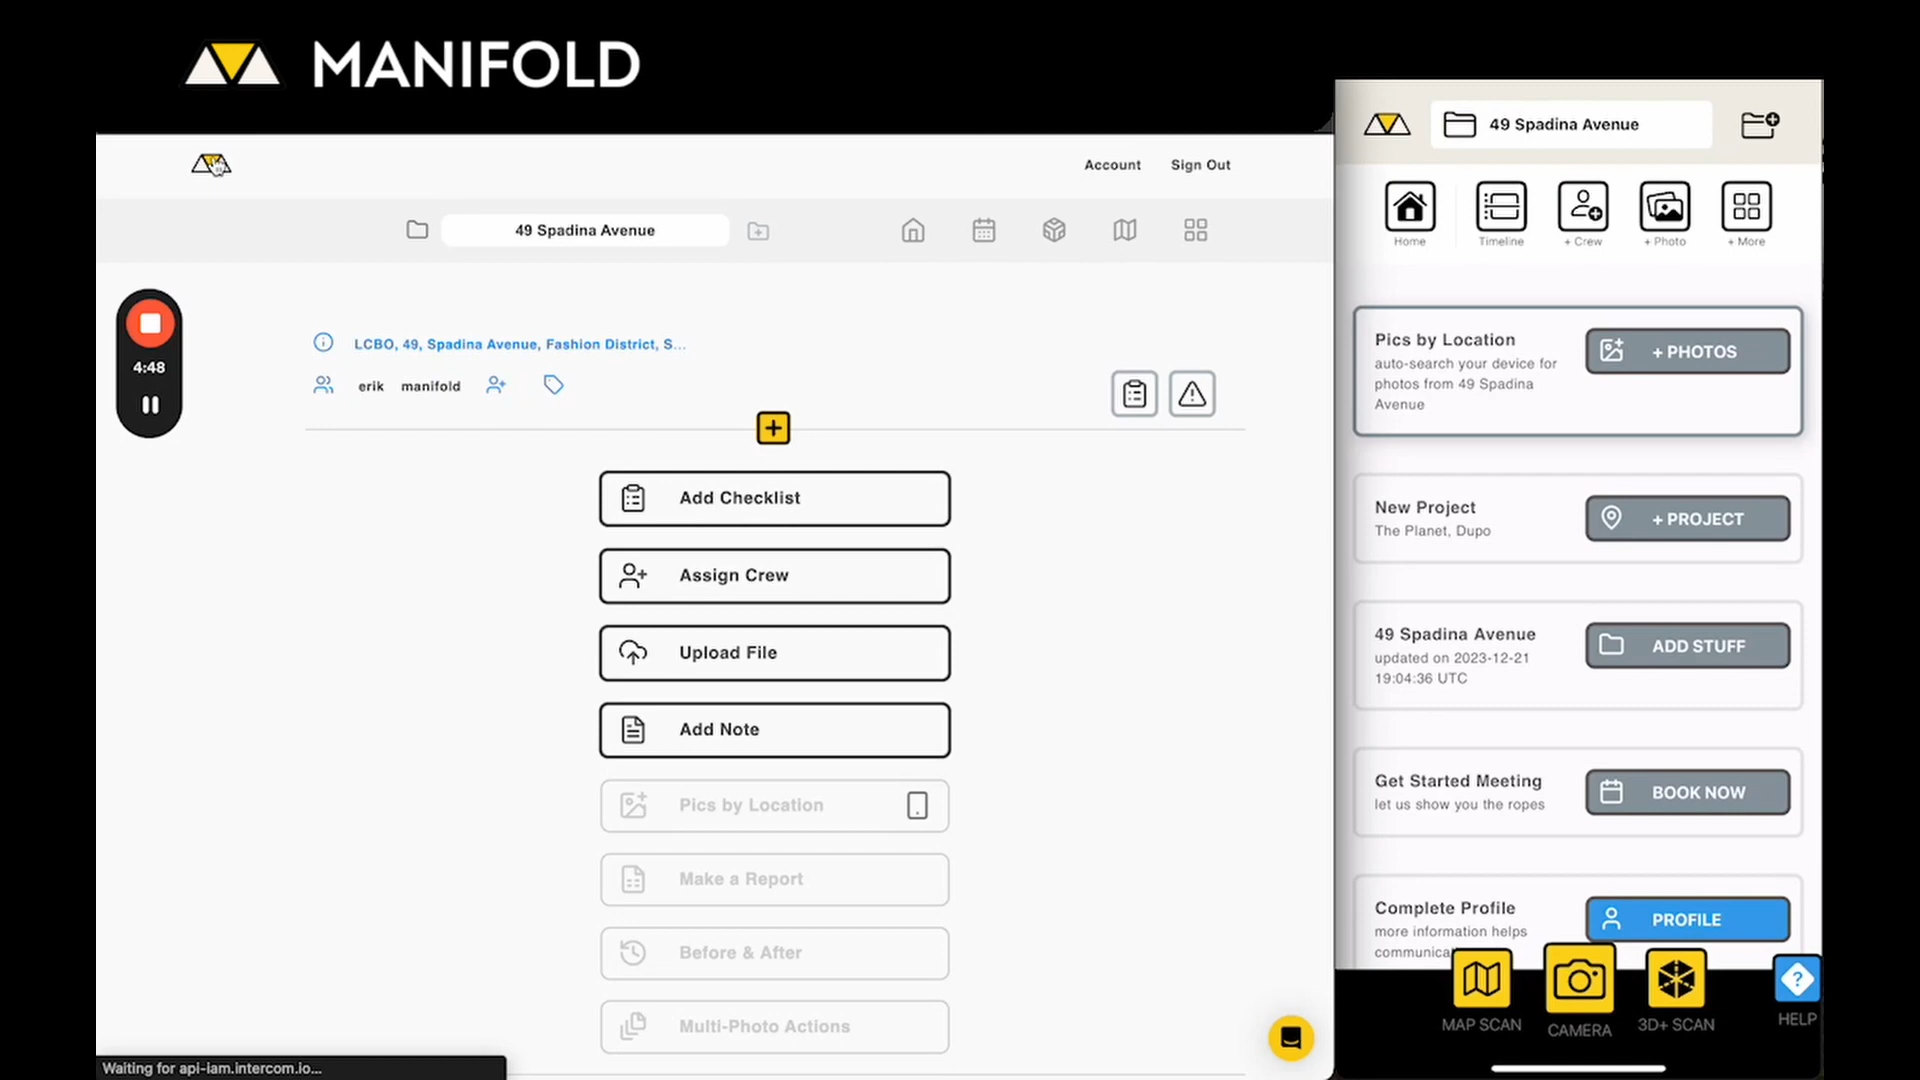 MANIFOLD
Account
Sign Out
49 Spadina Avenue
4:48
LCBO, 49, Spadina Avenue, Fashion District, S...
erik
manifold
Add Checklist
Assign Crew
Upload File
Add Note
Pics by Location
Make a Report
Before & After
Multi-Photo Actions
Waiting for api-iam.intercom.io...
49 Spadina Avenue
Home
Timeline
+ Crew
+ Photo
+ More
Pics by Location
auto-search your device for
photos from 49 Spadina
Avenue
+ PHOTOS
New Project
The Planet, Dupo
+ PROJECT
49 Spadina Avenue
updated on 2023-12-21
19:04:36 UTC
ADD STUFF
Get Started Meeting
let us show you the ropes
BOOK NOW
Complete Profile
more information helps
PROFILE
MAP SCAN
CAMERA
3D+ SCAN
?
HELP